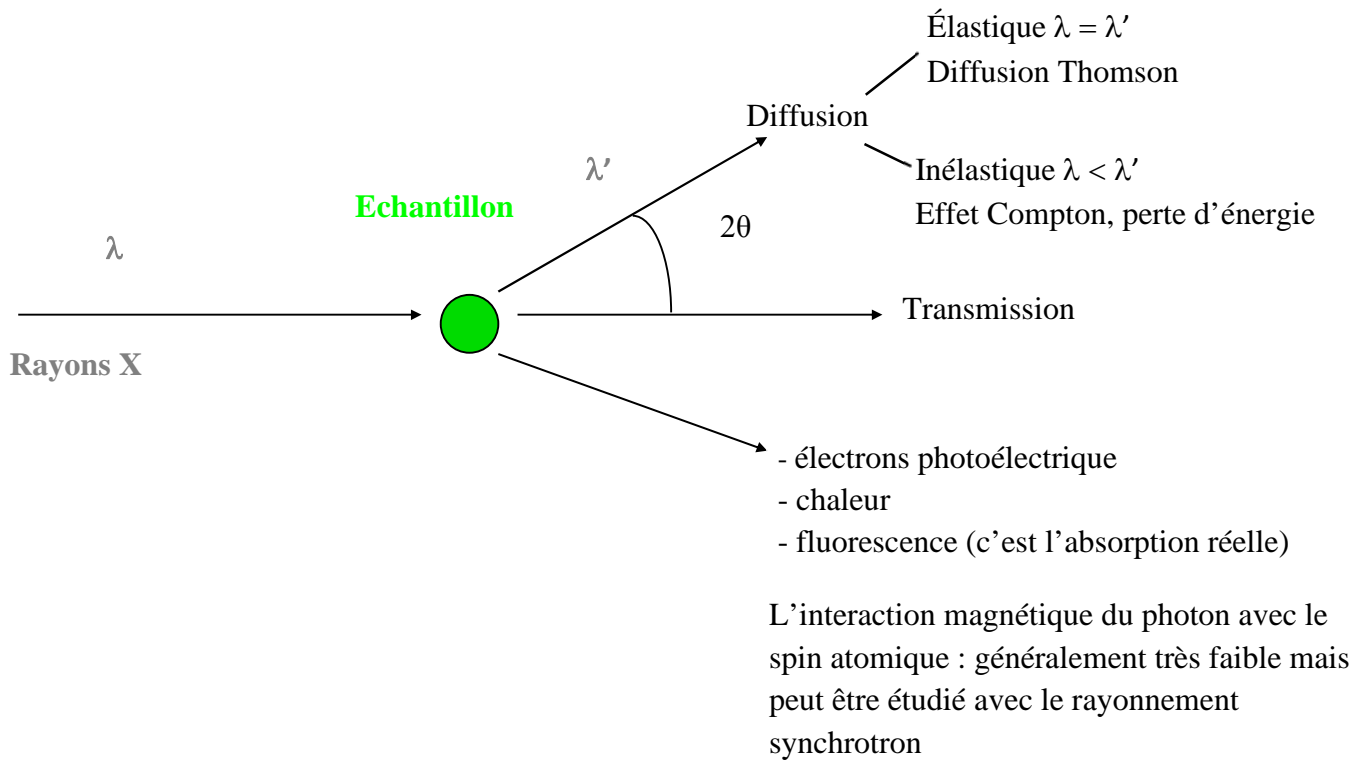 Élastique λ = λ’
Diffusion Thomson
Diffusion
Inélastique λ < λ’
Effet Compton, perte d’énergie
λ’
Echantillon
2θ
λ
Transmission
Rayons X
- électrons photoélectrique
- chaleur
- fluorescence (c’est l’absorption réelle)
L’interaction magnétique du photon avec le
spin atomique : généralement très faible mais
peut être étudié avec le rayonnement
synchrotron